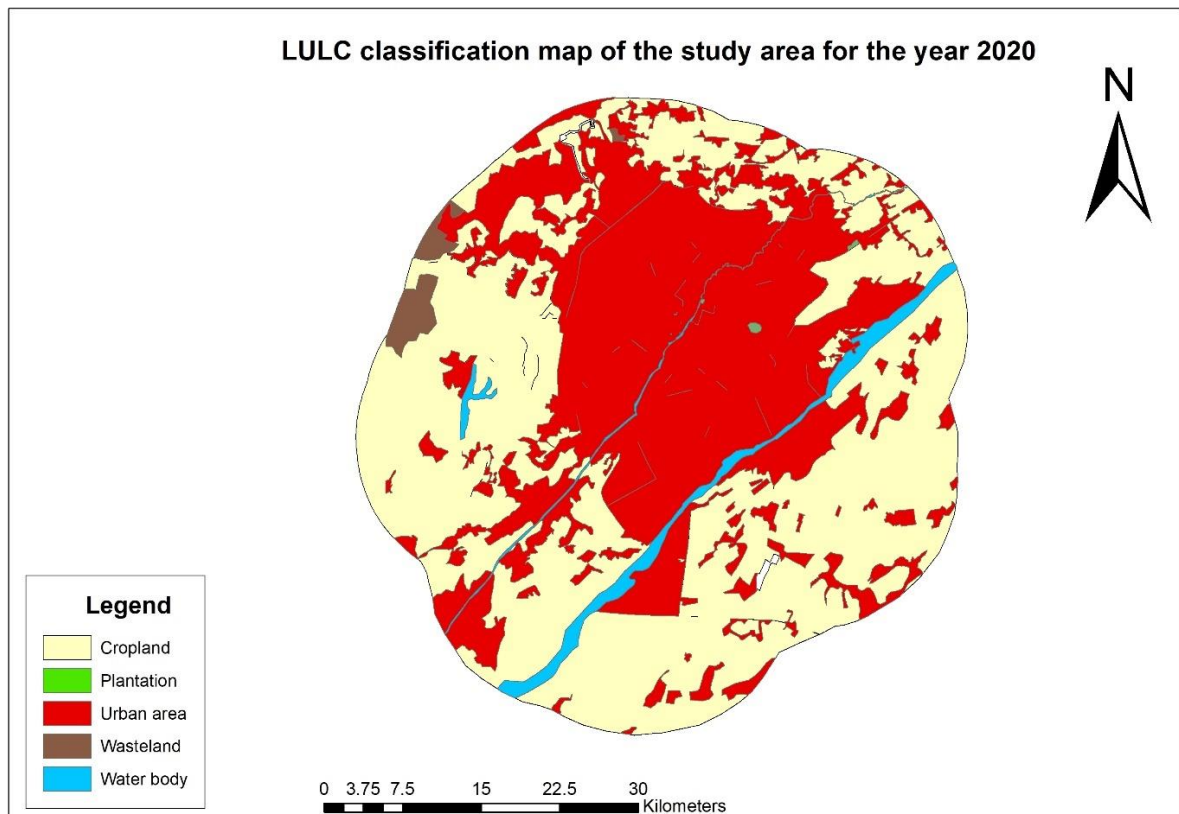 LULC classification map of the study area for the year 2020
N
Legend
Cropland
Plantation
Urban area
Wasteland
Water body
0 3.75 7.5 15 22.5 30
Kilometers